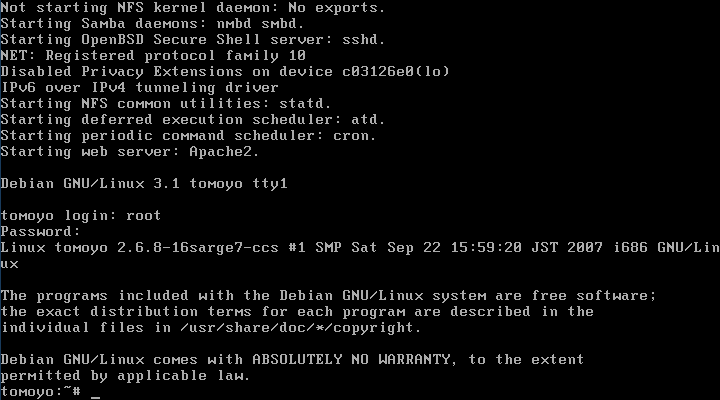 Not starting NFS kernel daemon: No exports.
Starting Samba daemons: nmbd smbd.
Starting OpenBSD Secure Shell server: sshd.
NET: Registered protocol family 10
Disabled Privacy Extensions on device c03126e0(lo)
IPv6 over IPv4 tunneling driver
Starting NFS common utilities: statd.
Starting deferred execution scheduler: atd.
Starting periodic command scheduler: cron.
Starting web server: Apache2.
Debian GNU/Linux 3.1 tomoyo tty1
tomoyo login: root
Password:
Linux tomoyo 2.6.8-16sarge7-ccs #1 SMP Sat Sep 22 15:59:20 JST 2007 i686 GNU/Lin
ux
The programs included with the Debian GNU/Linux system are free software;
the exact distribution terms for each program are described in the
individual files in /usr/share/doc/*/copyright.
Debian GNU/Linux comes with ABSOLUTELY NO WARRANTY, to the extent
permitted by applicable law.
tomoyo:~# _